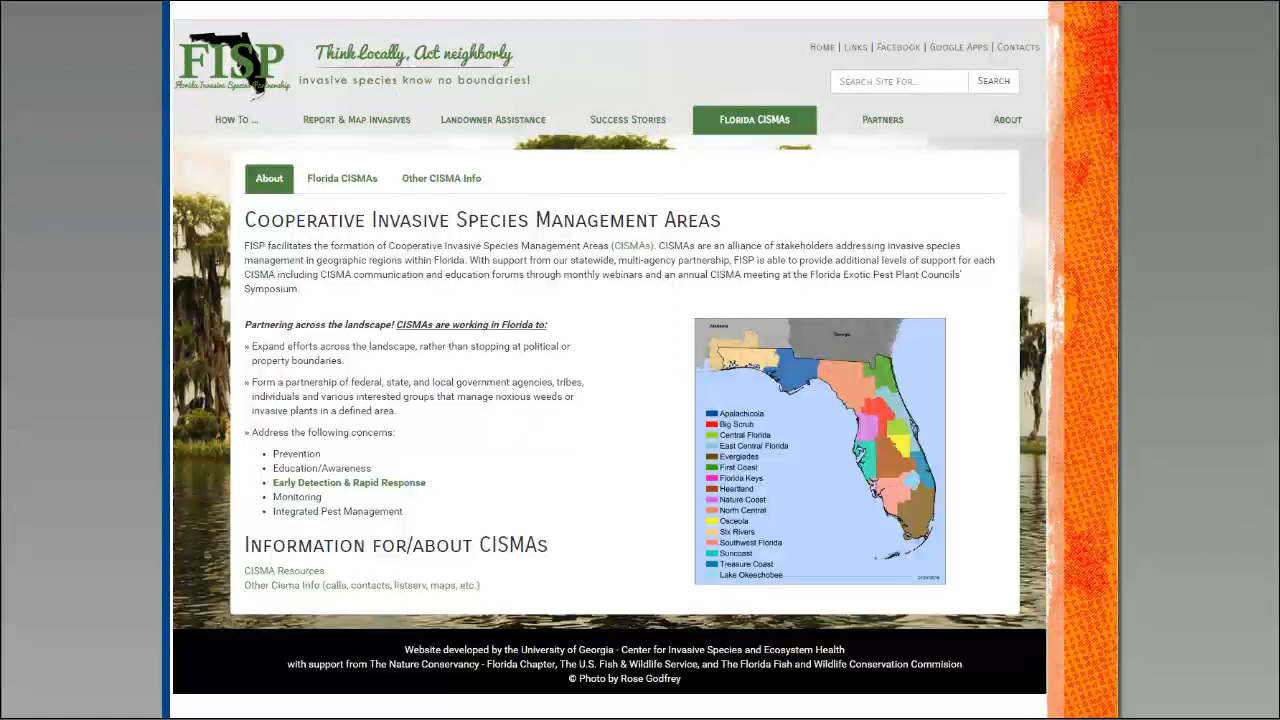 FISP
Florida Invasive Species Partnership
Think Locally, Act neighborly
invasive species know no boundaries!
HOME | LINKS | FACEBOOK | GOOGLE APPS | CONTACTS
SEARCH SITE FOR... SEARCH
HOW TO ... REPORT & MAP INVASIVES LANDOWNER ASSISTANCE SUCCESS STORIES FLORIDA CISMAS PARTNERS ABOUT
About Florida CISMAs Other CISMA Info
COOPERATIVE INVASIVE SPECIES MANAGEMENT AREAS
FISP facilitates the formation of Cooperative Invasive Species Management Areas (CISMAs). CISMAs are an alliance of stakeholders addressing invasive species
management in geographic regions within Florida. With support from our statewide, multi-agency partnership, FISP is able to provide additional levels of support for each
CISMA including CISMA communication and education forums through monthly webinars and an annual CISMA meeting at the Florida Exotic Pest Plant Councils'
Symposium.
Partnering across the landscape! CISMAs are working in Florida to:
» Expand efforts across the landscape, rather than stopping at political or
property boundaries.
» Form a partnership of federal, state, and local government agencies, tribes,
individuals and various interested groups that manage noxious weeds or
invasive plants in a defined area.
» Address the following concerns:
• Prevention
• Education/Awareness
• Early Detection & Rapid Response
• Monitoring
• Integrated Pest Management
INFORMATION FOR/ABOUT CISMAS
CISMA Resources
Other Cisma Info (calls, contacts, listserv, maps, etc.)
Alabama
Georgia
Apalachicola
Big Scrub
Central Florida
East Central Florida
Everglades
First Coast
Florida Keys
Heartland
Nature Coast
North Central
Osceola
Six Rivers
Southwest Florida
Suncoast
Treasure Coast
Lake Okeechobee
Website developed by the University of Georgia - Center for Invasive Species and Ecosystem Health
with support from The Nature Conservancy - Florida Chapter, The U.S. Fish & Wildlife Service, and The Florida Fish and Wildlife Conservation Commision
© Photo by Rose Godfrey